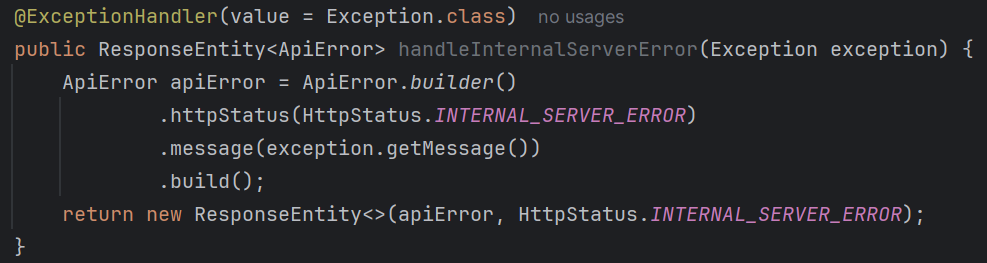 @ExceptionHandler(value = Exception.class) no usages
public ResponseEntity<ApiError> handleInternalServerError(Exception exception) {
    ApiError apiError = ApiError.builder()
            .httpStatus(HttpStatus.INTERNAL_SERVER_ERROR)
            .message(exception.getMessage())
            .build();
    return new ResponseEntity<>(apiError, HttpStatus.INTERNAL_SERVER_ERROR);
}